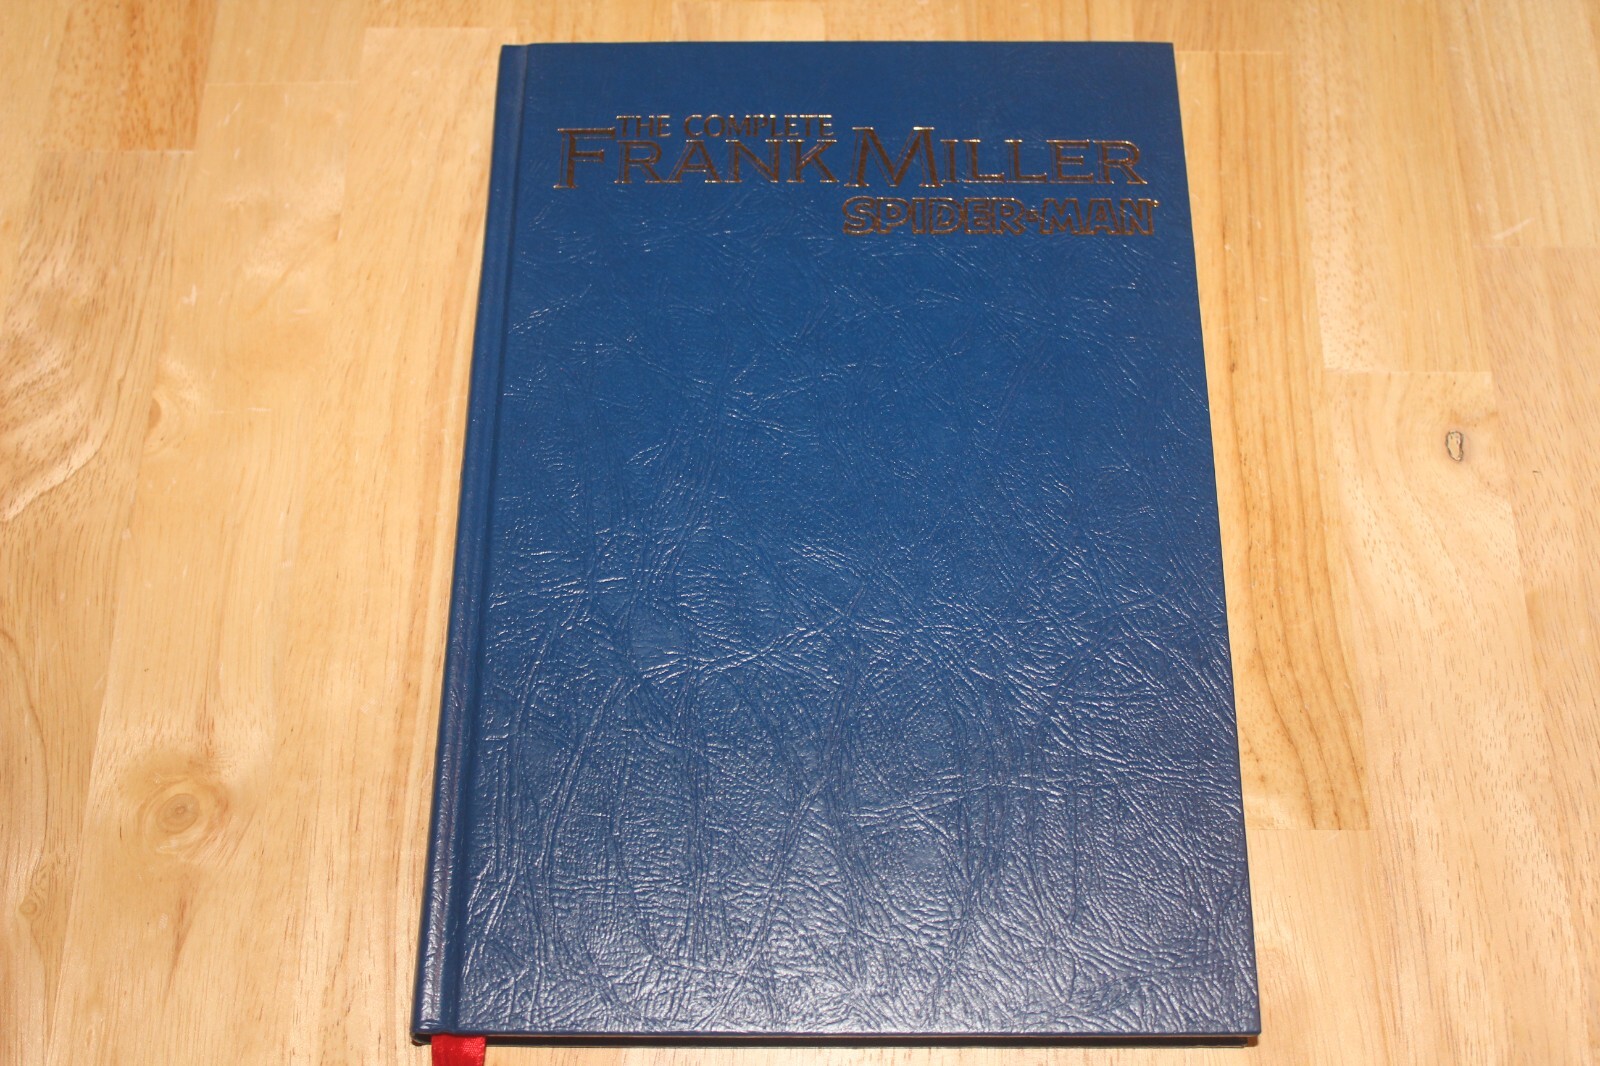 THE COMPLETE
FRANK MILLER
SPIDER-MAN